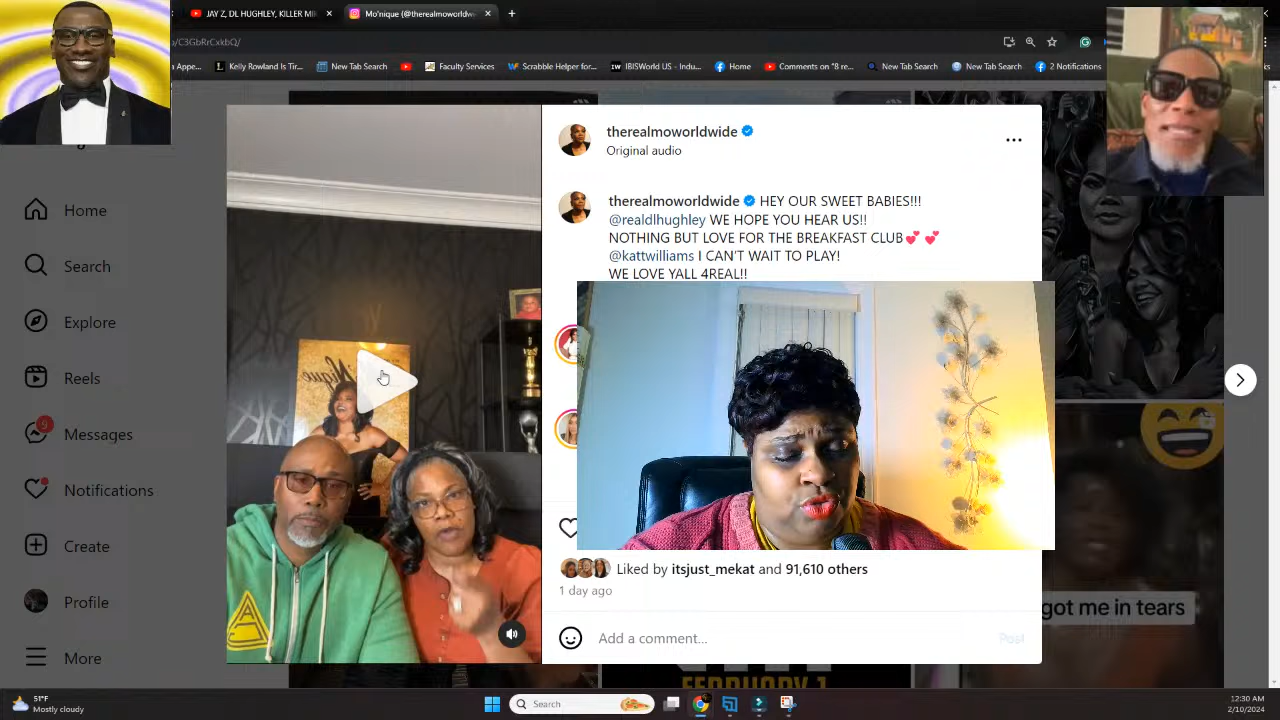 JAY Z, DL HUGHLEY, KILLER MI
Mo'nique (@therealmoworldw
p/C3GbRrCxkbQ/
Appe...
Kelly Rowland Is Tir...
New Tab Search
Faculty Services
Scrabble Helper for...
IBISWorld US - Indu...
Home
Comments on "8 re...
New Tab Search
New Tab Search
2 Notifications
therealmoworldwide
Original audio
therealmoworldwide HEY OUR SWEET BABIES!!!
@realdlhughley WE HOPE YOU HEAR US!!
NOTHING BUT LOVE FOR THE BREAKFAST CLUB💕 💕
@kattwilliams I CAN'T WAIT TO PLAY!
WE LOVE YALL 4REAL!!
Home
Search
Explore
Reels
9
Messages
Notifications
Create
Profile
More
Liked by itsjust_mekat and 91,610 others
1 day ago
Add a comment...
Post
got me in tears
FEBRUARY 1
51°F
Mostly cloudy
Search
12:30 AM
2/10/2024